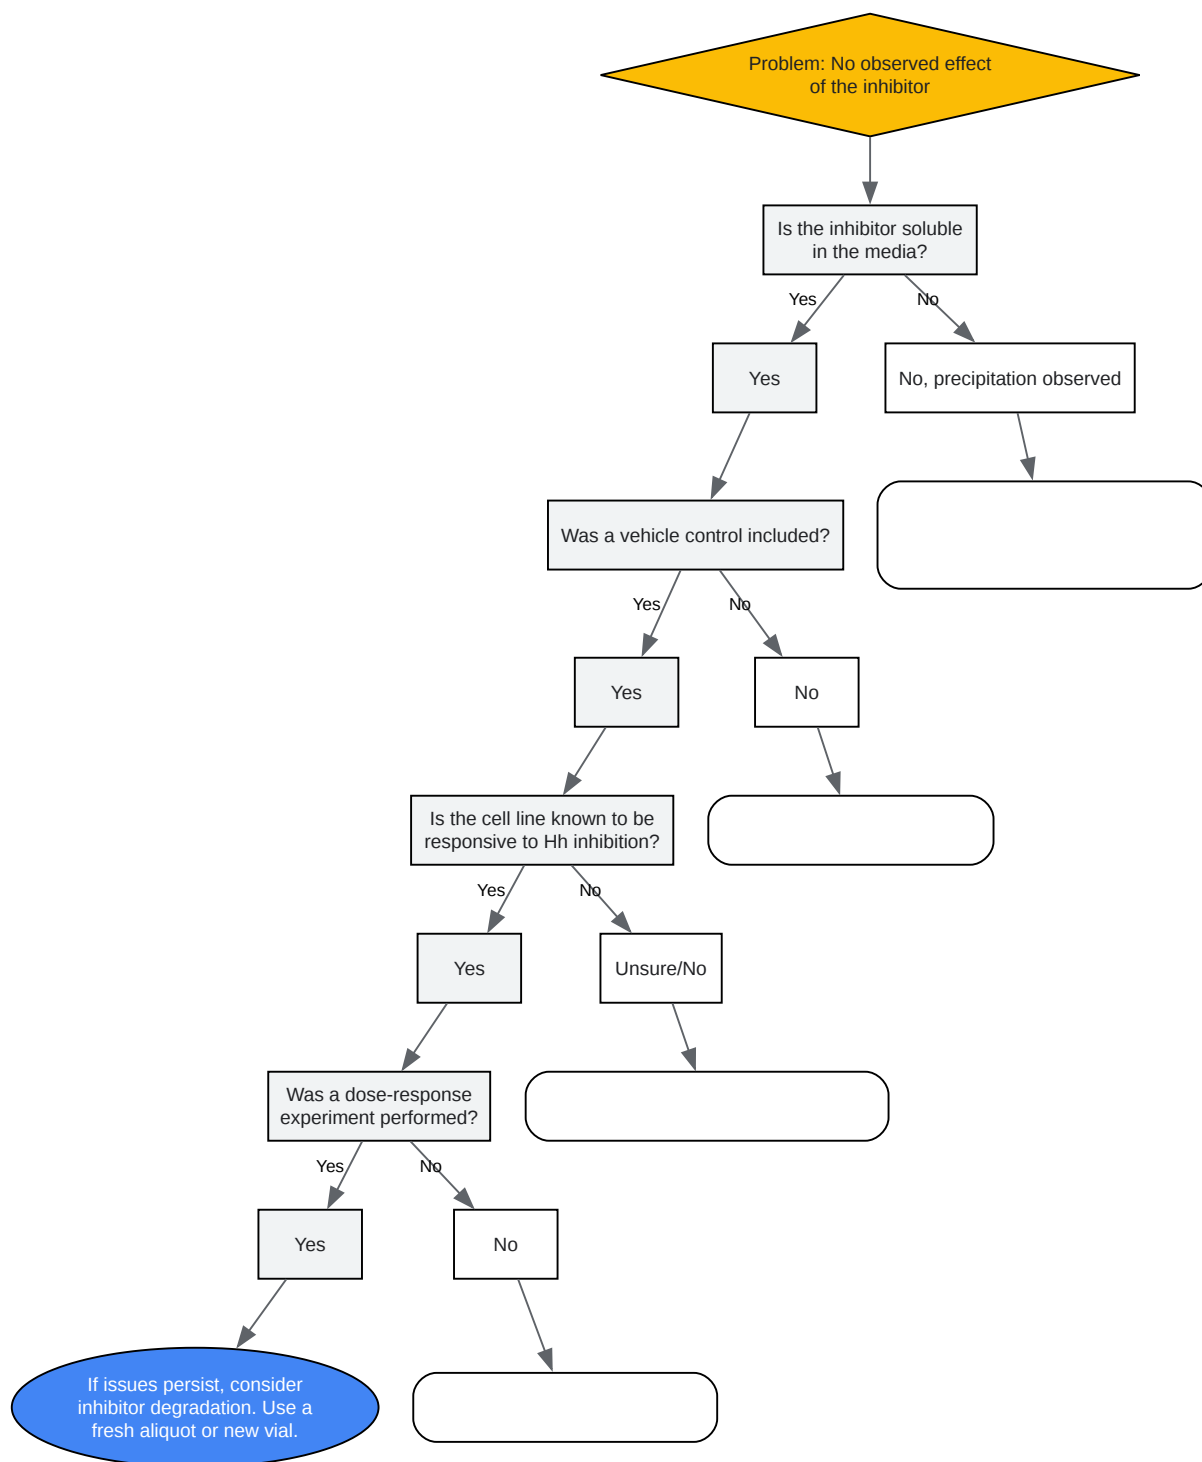 Problem: No observed effect
of the inhibitor
Is the inhibitor soluble
in the media?
Yes
No
Yes
No, precipitation observed
Was a vehicle control included?
Yes
No
Yes
No
Is the cell line known to be
responsive to Hh inhibition?
Yes
No
Yes
Unsure/No
Was a dose-response
experiment performed?
Yes
No
Yes
No
If issues persist, consider
inhibitor degradation. Use a
fresh aliquot or new vial.